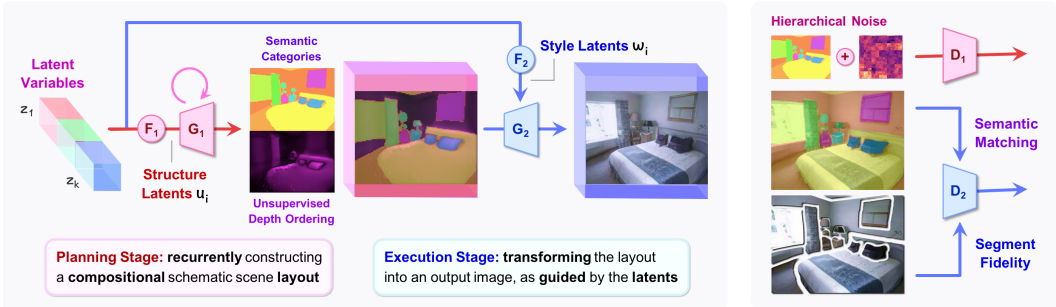 Latent
Variables
z1
zk
F1
G1
Structure
Latents ui
Semantic
Categories
Unsupervised
Depth Ordering
F2
Style Latents ωi
G2
Planning Stage: recurrently constructing
a compositional schematic scene layout
Execution Stage: transforming the layout
into an output image, as guided by the latents
Hierarchical Noise
+
D1
Semantic
Matching
D2
Segment
Fidelity